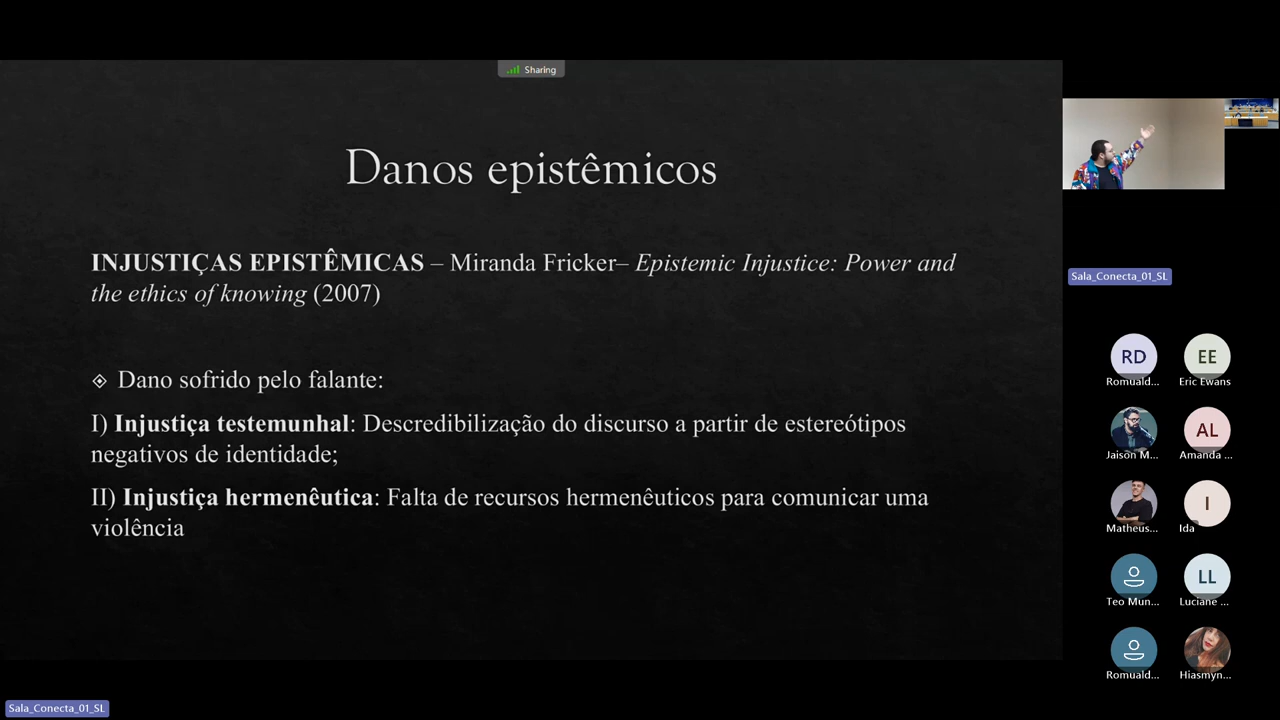 Sharing
Danos epistêmicos
INJUSTIÇAS EPISTÊMICAS – Miranda Fricker– Epistemic Injustice: Power and
the ethics of knowing (2007)
Dano sofrido pelo falante:
I) Injustiça testemunhal: Descredibilização do discurso a partir de estereótipos
negativos de identidade;
II) Injustiça hermenêutica: Falta de recursos hermenêuticos para comunicar uma
violência
Sala_Conecta_01_SL
RD
Romuald...
EE
Eric Ewans
Jaison M...
AL
Amanda ...
Matheus...
I
Ida
Teo Mun...
LL
Luciane ...
Romuald...
Hiasmyn...
Sala_Conecta_01_SL